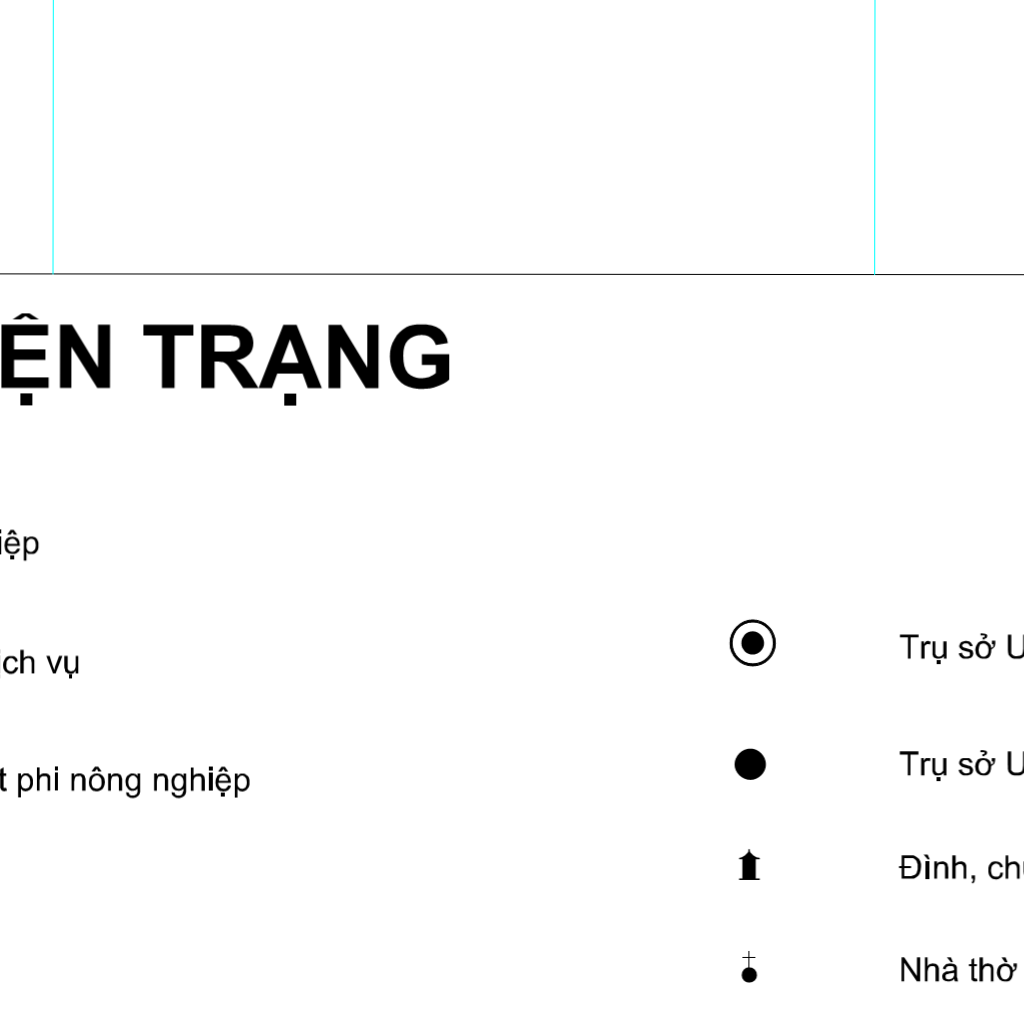 ỆN TRẠNG
iệp
ịch vụ
t phi nông nghiệp
Trụ sở U
Trụ sở U
Đình, ch
Nhà thờ